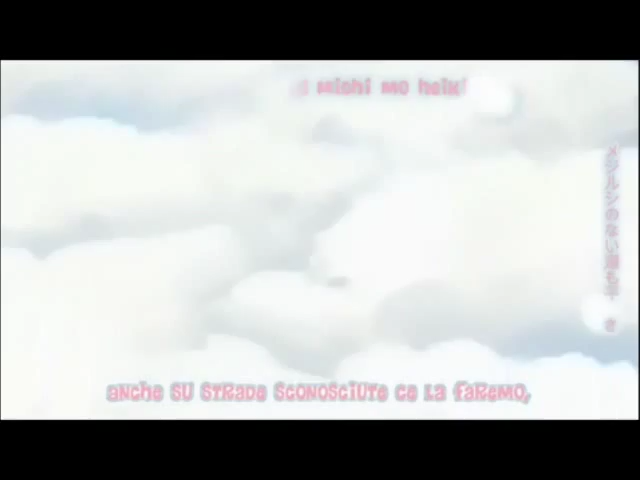 michi mo heiki
メジルシのない道も平 さ
anche su strade sconosciute ce la faremo,